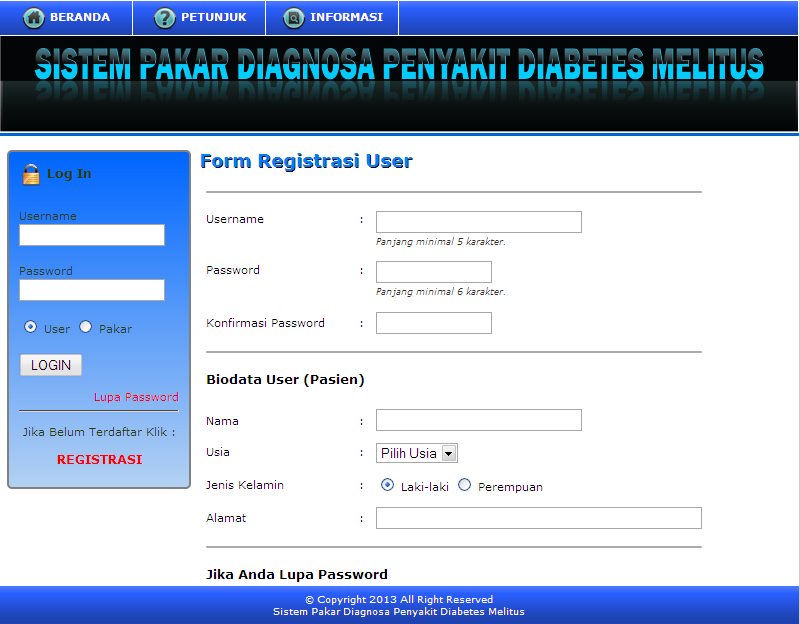 BERANDA PETUNJUK INFORMASI
SISTEM PAKAR DIAGNOSA PENYAKIT DIABETES MELITUS
Log In
Username
Password
User Pakar
LOGIN
Lupa Password
Jika Belum Terdaftar Klik :
REGISTRASI
Form Registrasi User
Username :
Panjang minimal 5 karakter.
Password :
Panjang minimal 6 karakter.
Konfirmasi Password :
Biodata User (Pasien)
Nama :
Usia : Pilih Usia
Jenis Kelamin : Laki-laki Perempuan
Alamat :
Jika Anda Lupa Password
© Copyright 2013 All Right Reserved
Sistem Pakar Diagnosa Penyakit Diabetes Melitus